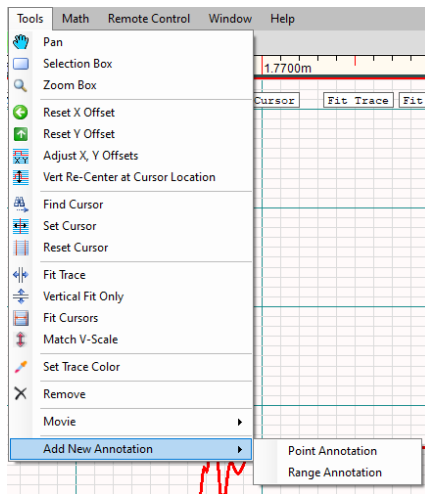 Tools Math Remote Control Window Help
Pan
Selection Box
Zoom Box
1.7700m
Cursor Fit Trace Fit
Reset X Offset
Reset Y Offset
Adjust X, Y Offsets
Vert Re-Center at Cursor Location
Find Cursor
Set Cursor
Reset Cursor
Fit Trace
Vertical Fit Only
Fit Cursors
Match V-Scale
Set Trace Color
Remove
Movie
Add New Annotation
Point Annotation
Range Annotation